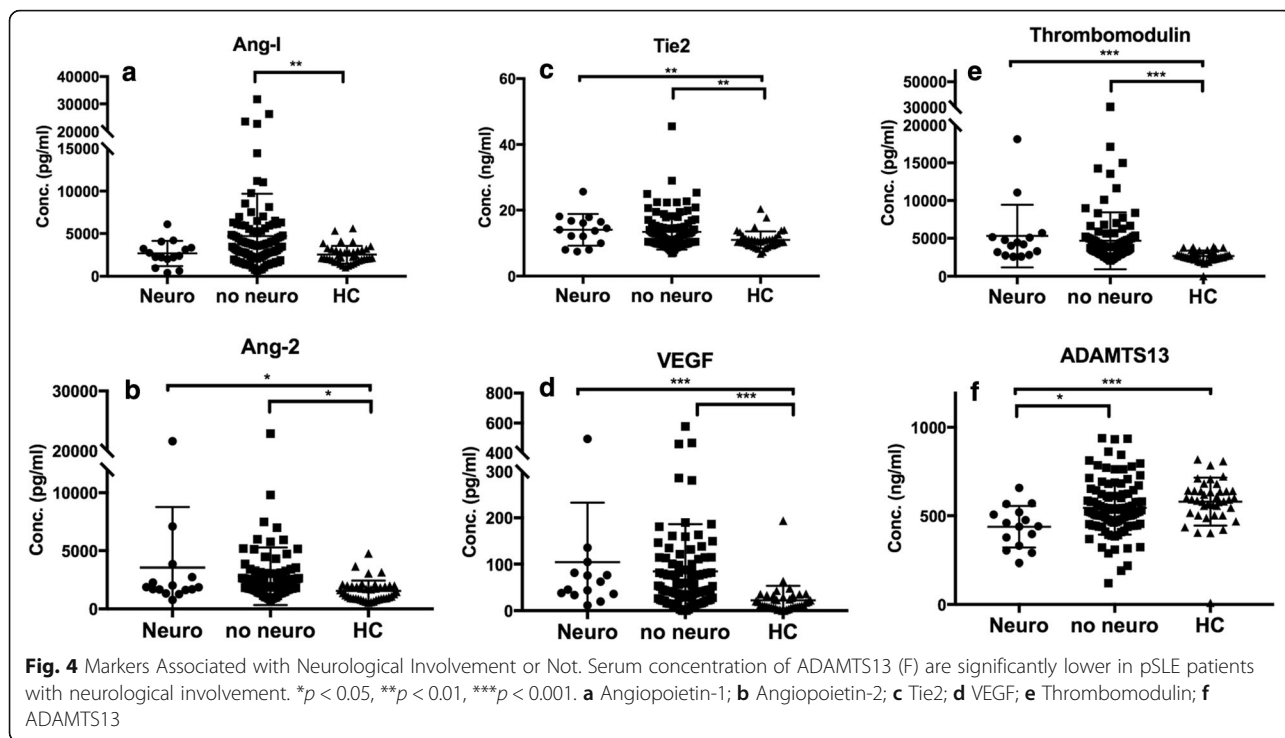 Ang-I
a
**
40000
30000
20000
15000
10000
5000
0
Conc. (pg/ml)
Neuro no neuro HC
Tie2
c
**
**
60
40
20
0
Conc. (ng/ml)
Neuro no neuro HC
Thrombomodulin
e
***
***
50000
30000
20000
15000
10000
5000
0
Conc. (pg/ml)
Neuro no neuro HC
Ang-2
b
*
*
30000
20000
10000
5000
0
Conc. (pg/ml)
Neuro no neuro HC
VEGF
d
***
***
800
600
400
300
200
100
0
Conc. (pg/ml)
Neuro no neuro HC
ADAMTS13
f
***
*
1000
500
0
Conc. (ng/ml)
Neuro no neuro HC
Fig. 4 Markers Associated with Neurological Involvement or Not. Serum concentration of ADAMTS13 (F) are significantly lower in pSLE patients
with neurological involvement. *p < 0.05, **p < 0.01, ***p < 0.001. a Angiopoietin-1; b Angiopoietin-2; c Tie2; d VEGF; e Thrombomodulin; f
ADAMTS13